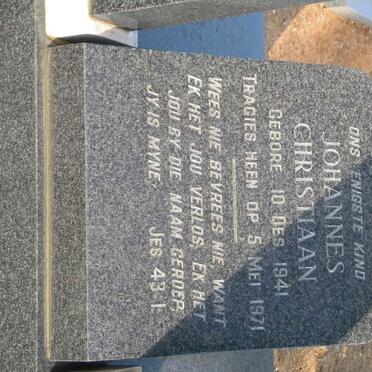 ONS ENIGSTE KIND
JOHANNES
CHRISTIAAN
GEBORE 10 DES 1941
TRAGIES HEEN OP 5 MEI 1971
WEES NIE BEVREES NIE, WANT
EK HET JOU VERLOS, EK HET
JOU BY DIE NAAM GEROEP
JY IS MYNE. JES 43:1